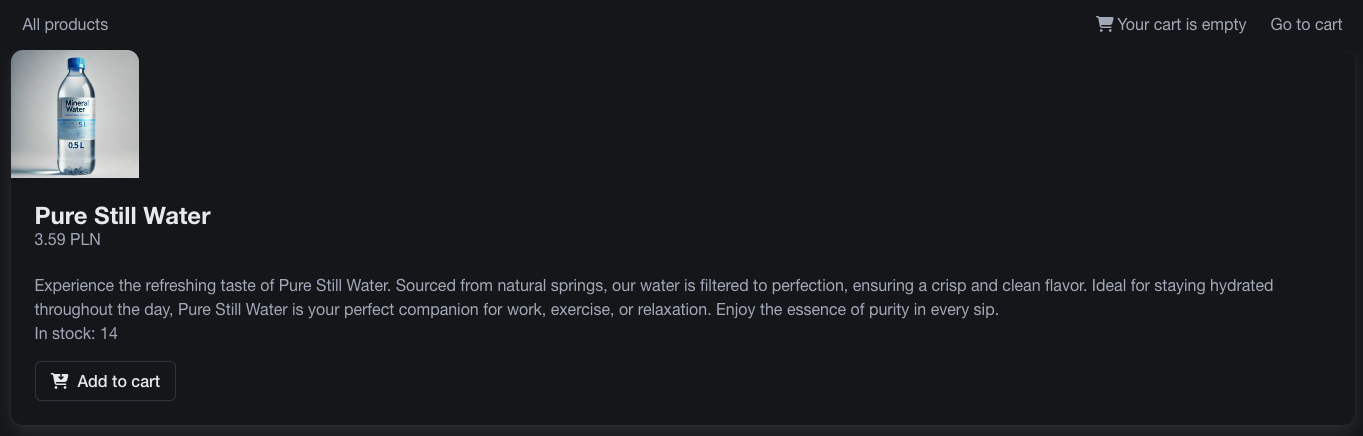 All products
Your cart is empty
Go to cart
Mineral
Water
5 L
0.5 L
Pure Still Water
3.59 PLN
Experience the refreshing taste of Pure Still Water. Sourced from natural springs, our water is filtered to perfection, ensuring a crisp and clean flavor. Ideal for staying hydrated
throughout the day, Pure Still Water is your perfect companion for work, exercise, or relaxation. Enjoy the essence of purity in every sip.
In stock: 14
Add to cart